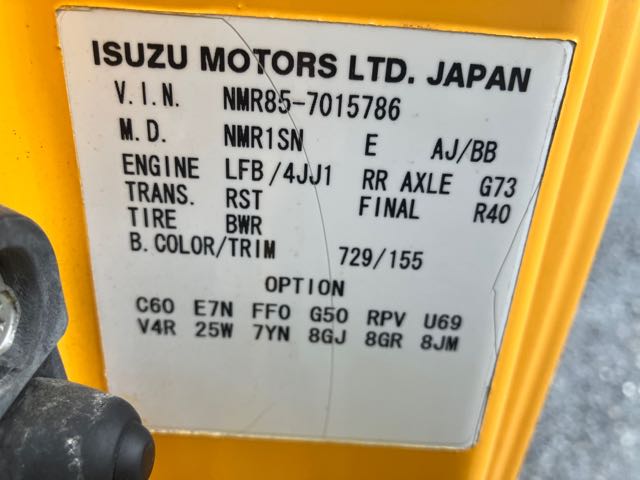 ISUZU MOTORS LTD. JAPAN
V.I.N. NMR85-7015786
M.D. NMR1SN E AJ/BB
ENGINE LFB/4JJ1 RR AXLE G73
TRANS. RST FINAL R40
TIRE BWR
B.COLOR/TRIM 729/155
OPTION
C60 E7N FF0 G50 RPV U69
V4R 25W 7YN 8GJ 8GR 8JM